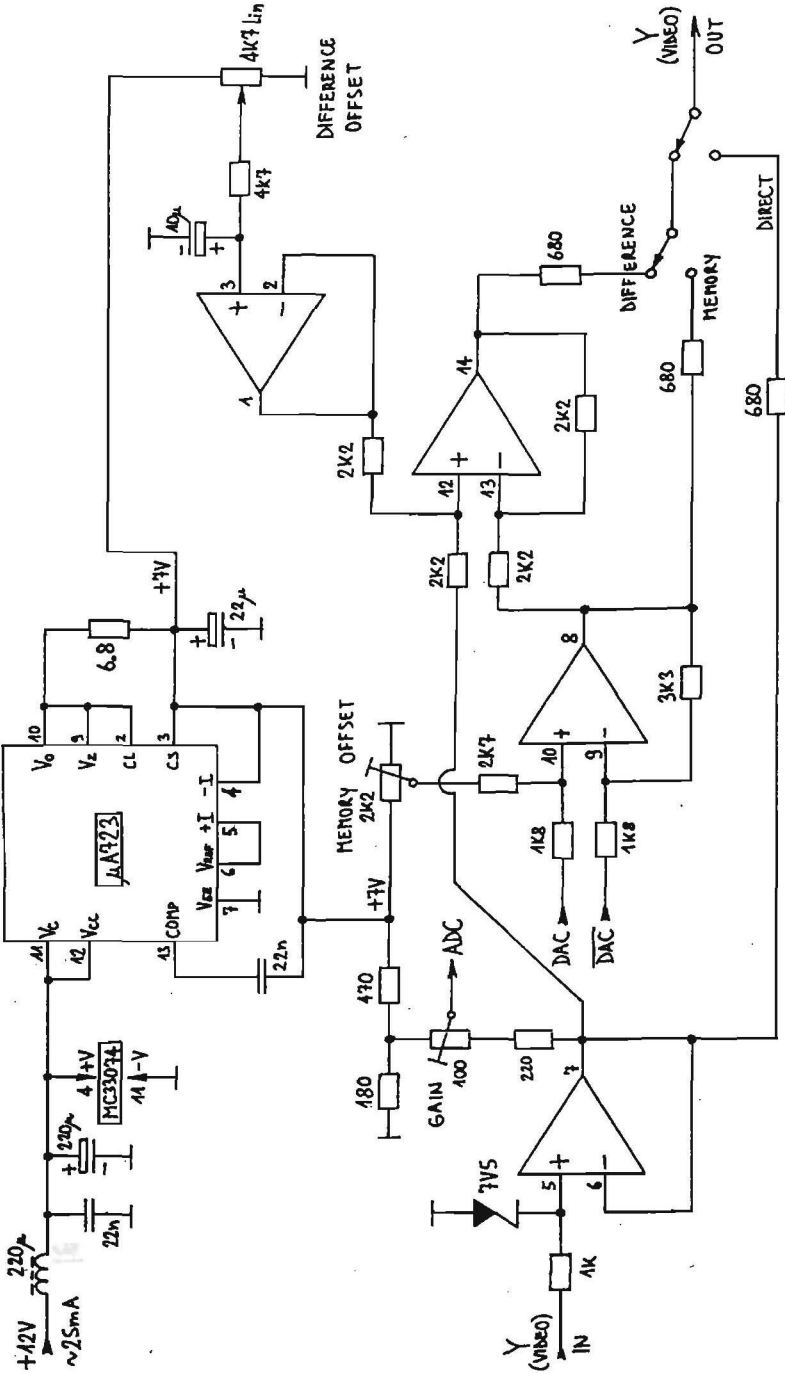 +12V
~25mA
220µ
22n
220µ
+
-
4
+V
MC33074
11
-V
11
VC
12
VCC
13
COMP
22n
µA723
VO
10
VZ
9
CL
2
CS
3
VEE
VREF
+I
-I
7
6
5
4
6.8
+
-
22µ
+7V
4K7 Lin
4K7
DIFFERENCE
OFFSET
10µ
-
+
3
+
2
-
1
2K2
MEMORY OFFSET
2K2
+7V
470
180
GAIN
100
ADC
220
2K7
7V5
Y
(VIDEO)
IN
1K
5
+
6
-
7
DAC
DAC
1K8
1K8
10
+
9
-
8
3K3
2K2
2K2
12
+
13
-
14
2K2
680
DIFFERENCE
MEMORY
680
DIRECT
680
Y
(VIDEO)
OUT